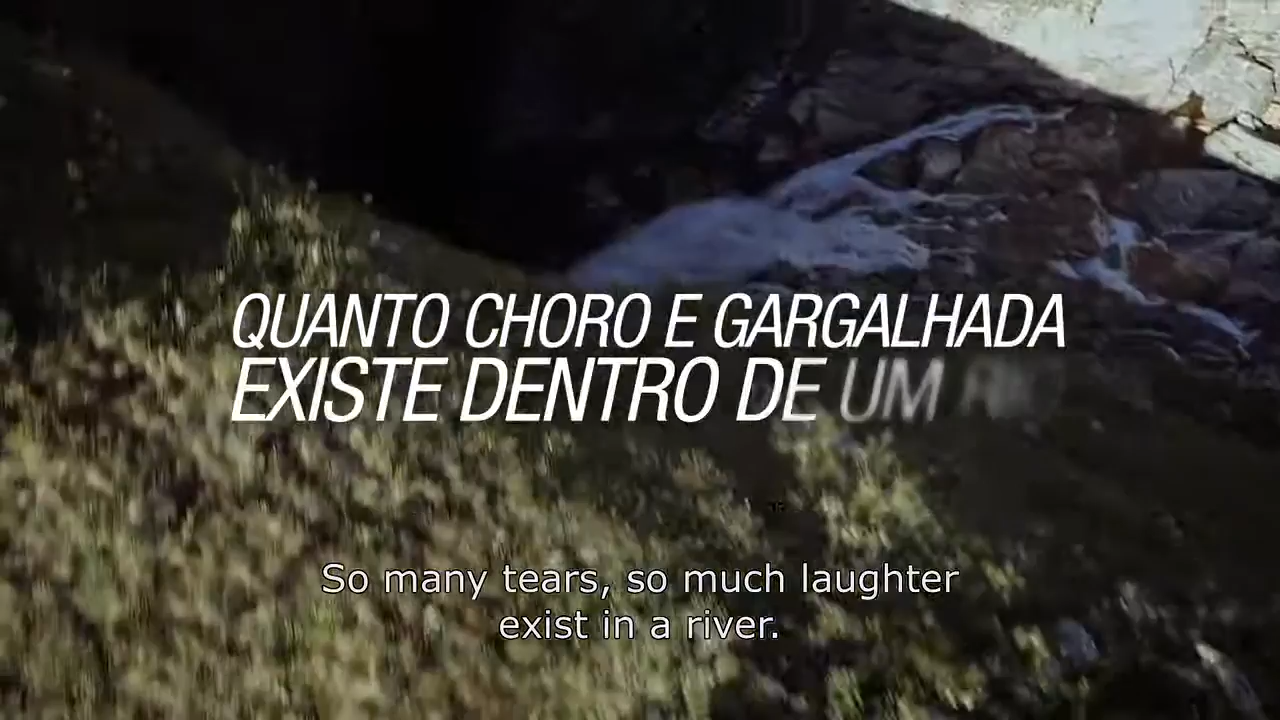 QUANTO CHORO E GARGALHADA
EXISTE DENTRO DE UM
So many tears, so much laughter
exist in a river.